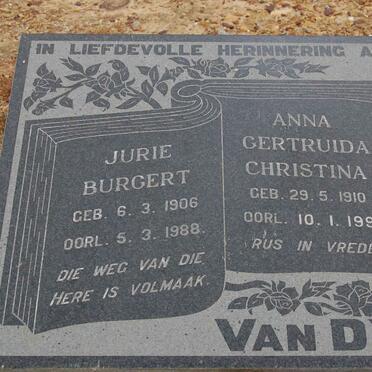 IN LIEFDEVOLLE HERINNERING A
JURIE
BURGERT
GEB. 6. 3. 1906
OORL. 5. 3. 1988.
DIE WEG VAN DIE
HERE IS VOLMAAK.
ANNA
GERTRUIDA
CHRISTINA
GEB. 29. 5. 1910
OORL. 10. 1. 199
RUS IN VREDE
VAN D